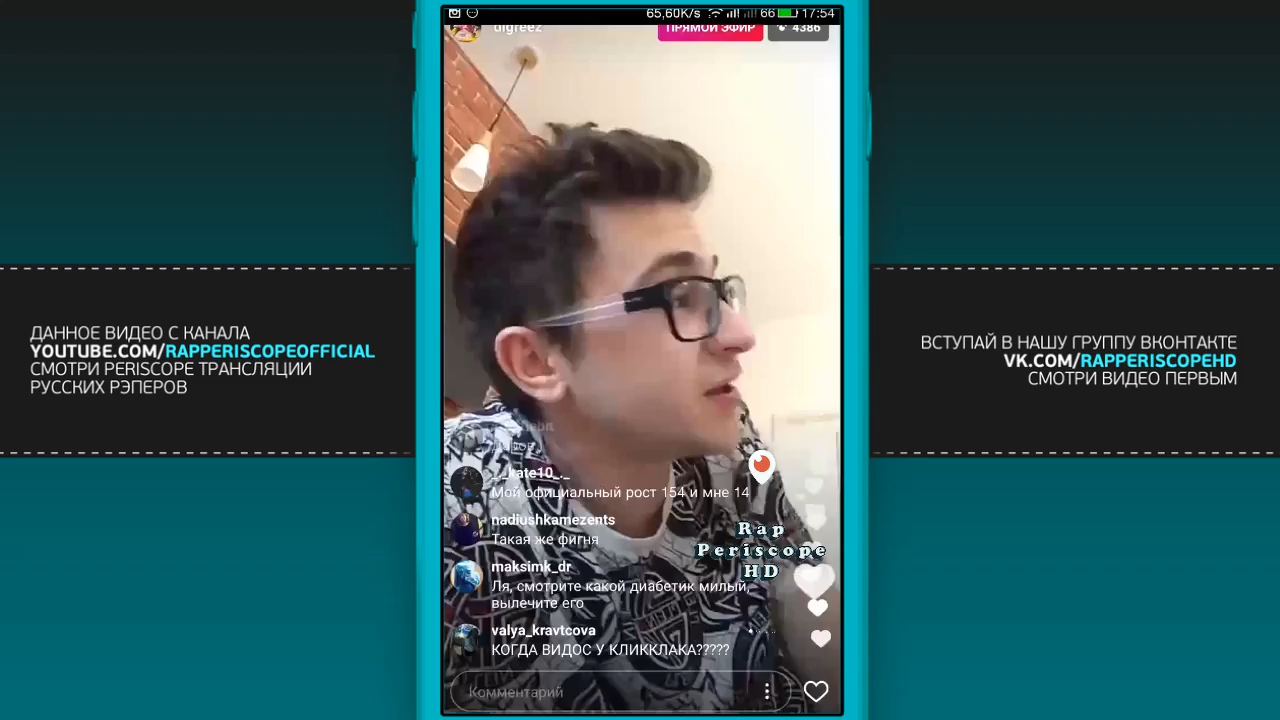 65,60K/s 66 17:54
digreez ПРЯМОЙ ЭФИР 4386
ДАННОЕ ВИДЕО С КАНАЛА
YOUTUBE.COM/RAPPERISCOPEOFFICIAL
СМОТРИ PERISCOPE ТРАНСЛЯЦИИ
РУССКИХ РЭПЕРОВ
ВСТУПАЙ В НАШУ ГРУППУ ВКОНТАКТЕ
VK.COM/RAPPERISCOPEHD
СМОТРИ ВИДЕО ПЕРВЫМ
_._kate10_._
Мой официальный рост 154 и мне 14
nadiushkamezents
Такая же фигня
maksimk_dr
Ля, смотрите какой диабетик милый,
вылечите его
valya_kravtcova
КОГДА ВИДОС У КЛИККЛАКА?????
Rap
Periscope
HD
Комментарий